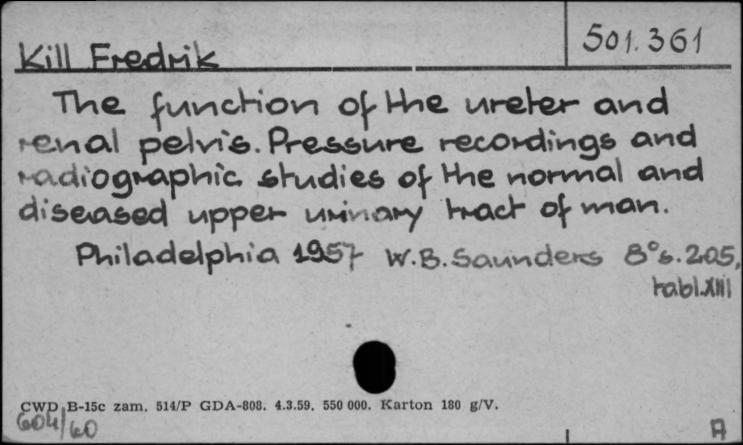 501.361
Kill Fredrik
The function of the ureter and
renal pelvis. Pressure recordings and
radiographic studies of the normal and
diseased upper urinary tract of man.
Philadelphia 1957 W.B. Saunders 8° s. 205,
tabl. XIII
CWD B-15c zam. 514/P GDA-808. 4.3.59. 550 000. Karton 180 g/V.
604/60
A